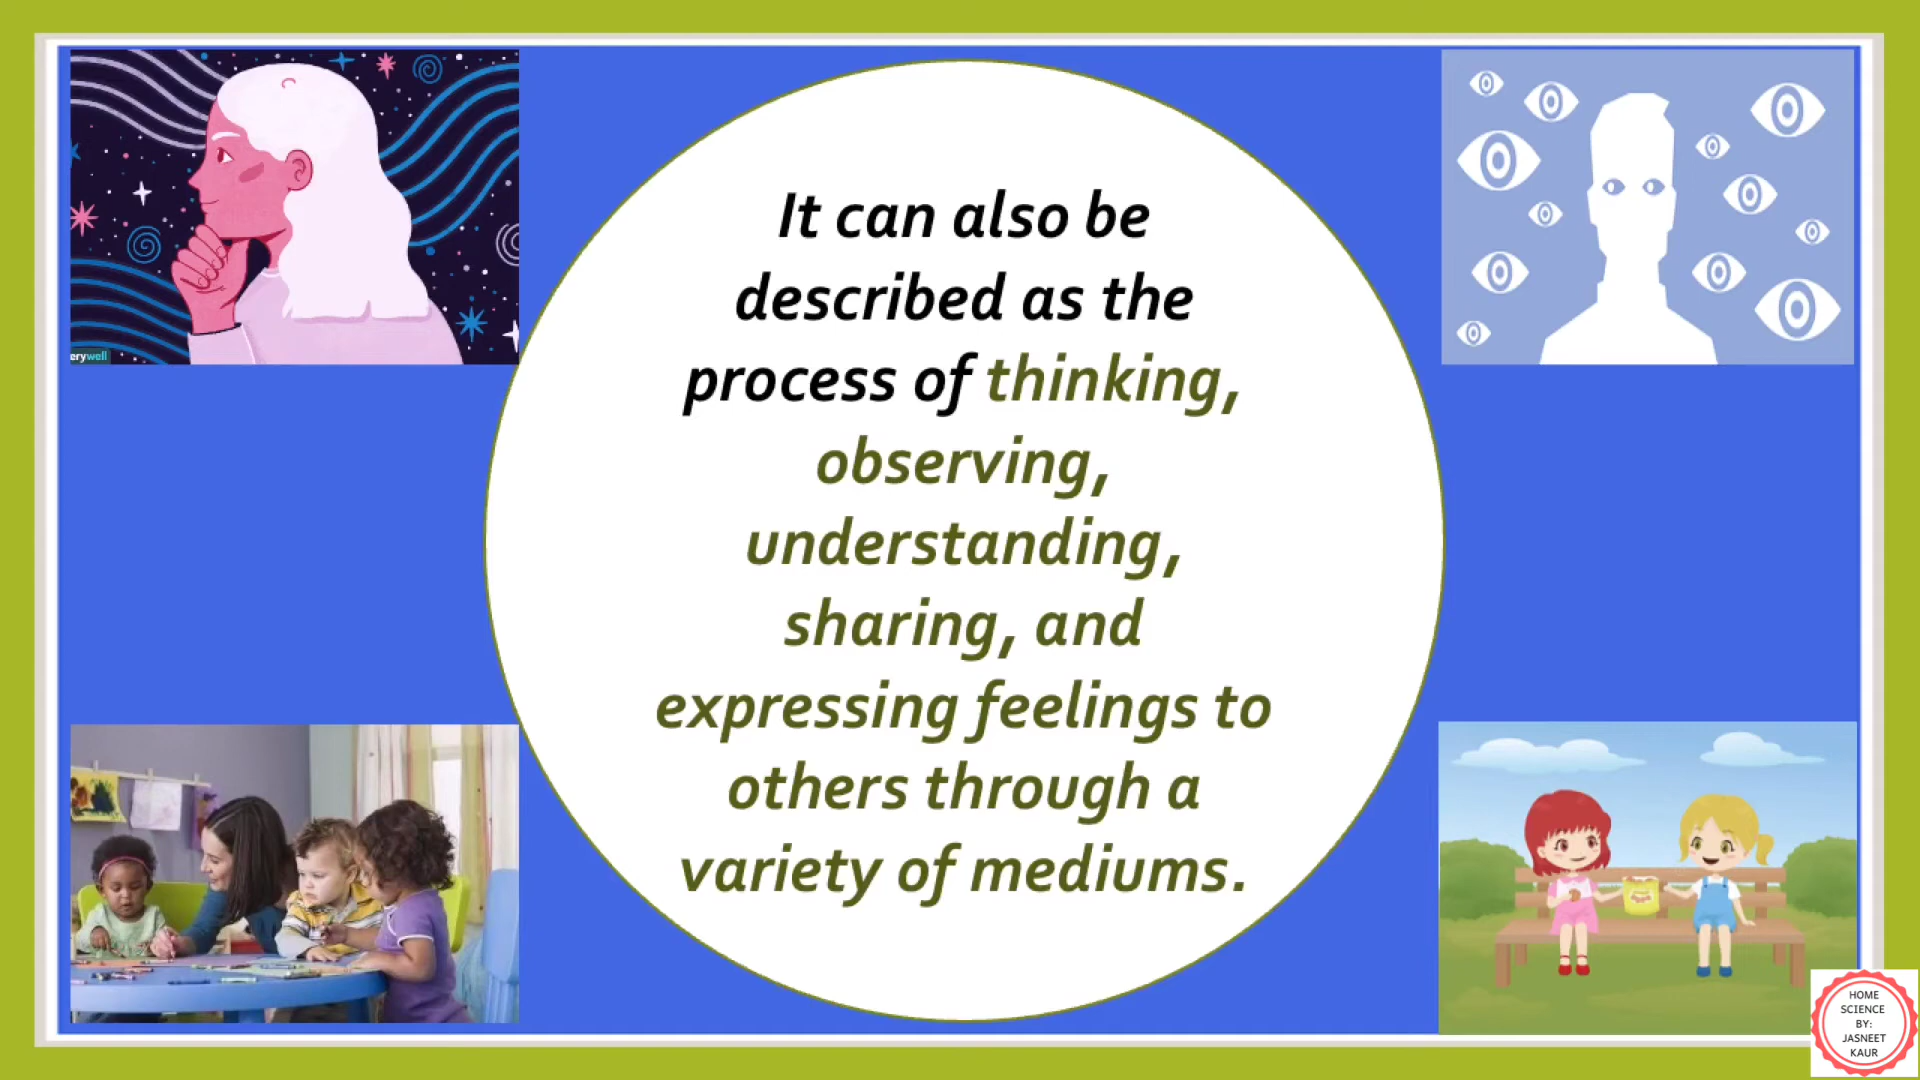 It can also be
described as the
process of thinking,
observing,
understanding,
sharing, and
expressing feelings to
others through a
variety of mediums.
erywell
HOME
SCIENCE
BY:
JASNEET
KAUR